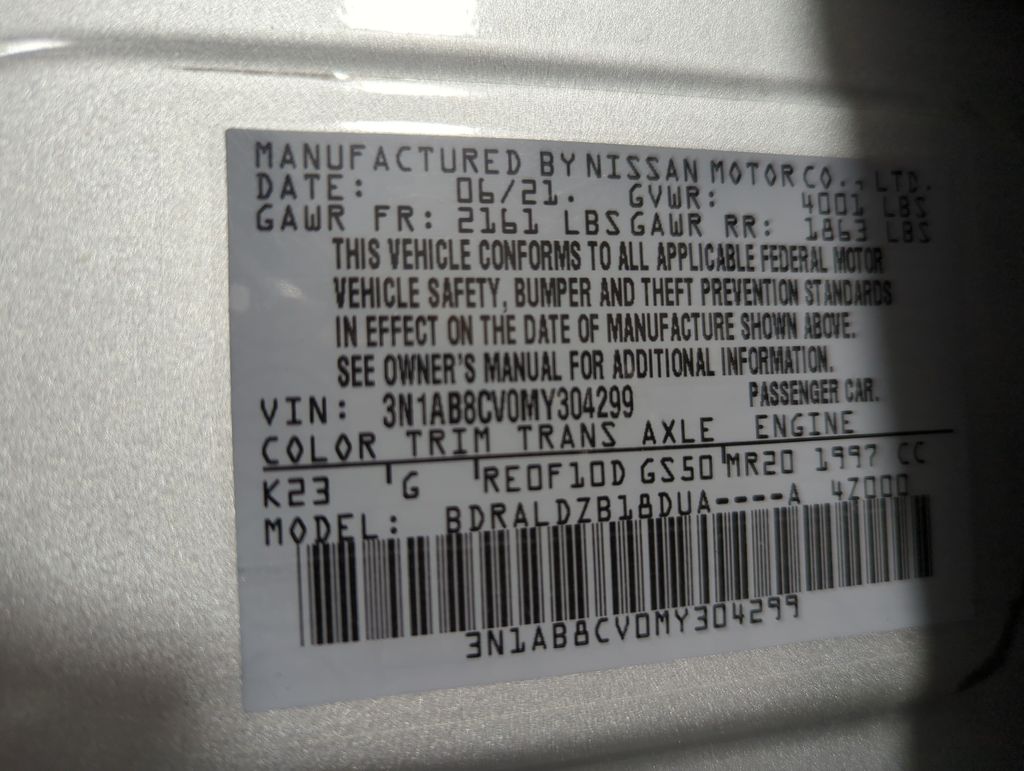 MANUFACTURED BY NISSAN MOTOR CO., LTD.
DATE: 06/21. GVWR: 4001 LBS
GAWR FR: 2161 LBS GAWR RR: 1863 LBS
THIS VEHICLE CONFORMS TO ALL APPLICABLE FEDERAL MOTOR
VEHICLE SAFETY, BUMPER AND THEFT PREVENTION STANDARDS
IN EFFECT ON THE DATE OF MANUFACTURE SHOWN ABOVE.
SEE OWNER'S MANUAL FOR ADDITIONAL INFORMATION.
VIN: 3N1AB8CV0MY304299 PASSENGER CAR.
COLOR TRIM TRANS AXLE ENGINE
K23 G RE0F10D GS50 MR20 1997 CC
MODEL: BDRALDZB18DUA----A 4Z000
3N1AB8CV0MY304299